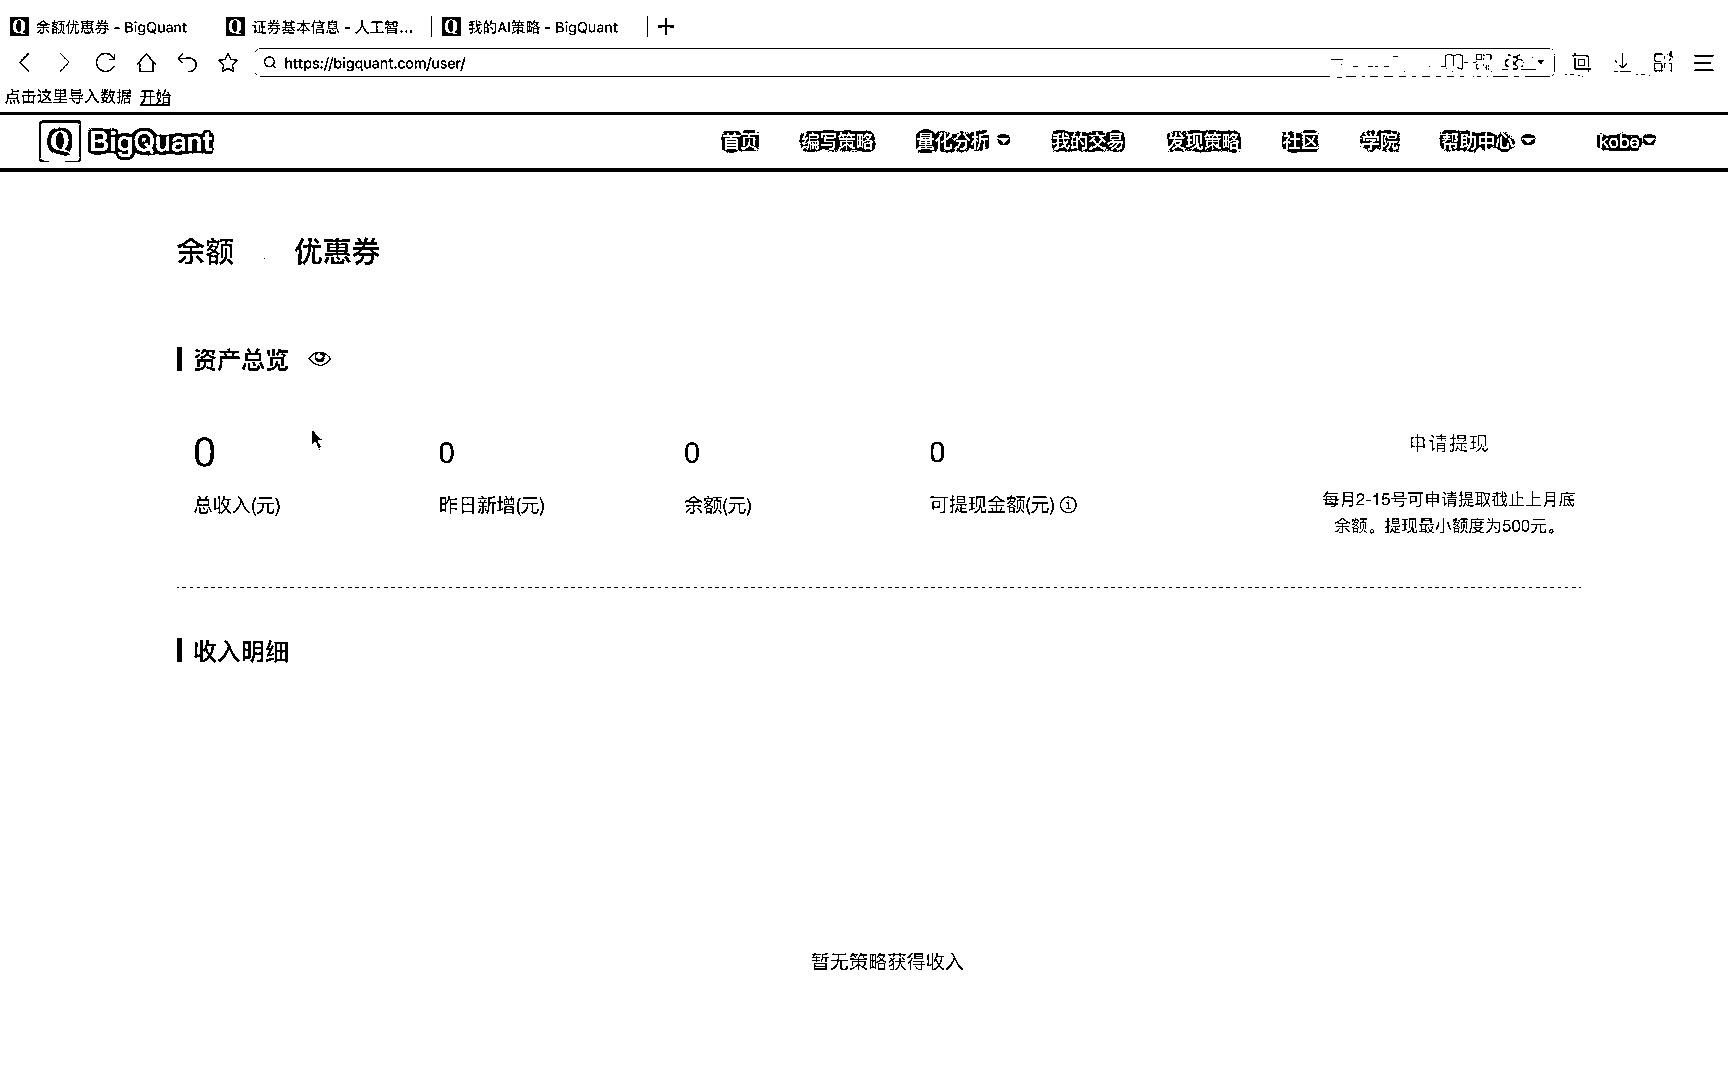 余额优惠券 - BigQuant
证券基本信息 - 人工智...
我的AI策略 - BigQuant
https://bigquant.com/user/
点击这里导入数据 开始
Q BigQuant
首页 编写策略 量化分析 我的交易 发现策略 社区 学院 帮助中心 kobe
余额 优惠券
资产总览
0 0 0 0
申请提现
总收入(元) 昨日新增(元) 余额(元) 可提现金额(元)
每月2-15号可申请提取截止上月底
余额。提现最小额度为500元。
收入明细
暂无策略获得收入